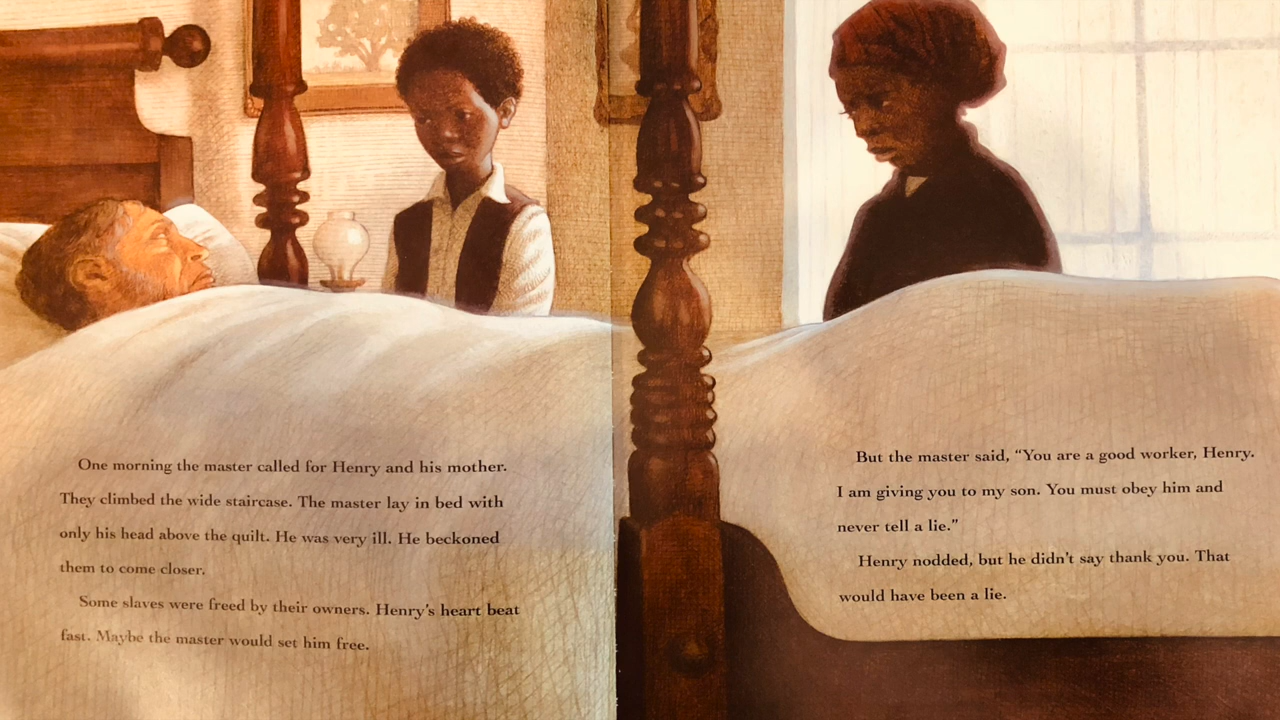 One morning the master called for Henry and his mother.
They climbed the wide staircase. The master lay in bed with
only his head above the quilt. He was very ill. He beckoned
them to come closer.
Some slaves were freed by their owners. Henry's heart beat
fast. Maybe the master would set him free.
But the master said, “You are a good worker, Henry.
I am giving you to my son. You must obey him and
never tell a lie.”
Henry nodded, but he didn't say thank you. That
would have been a lie.